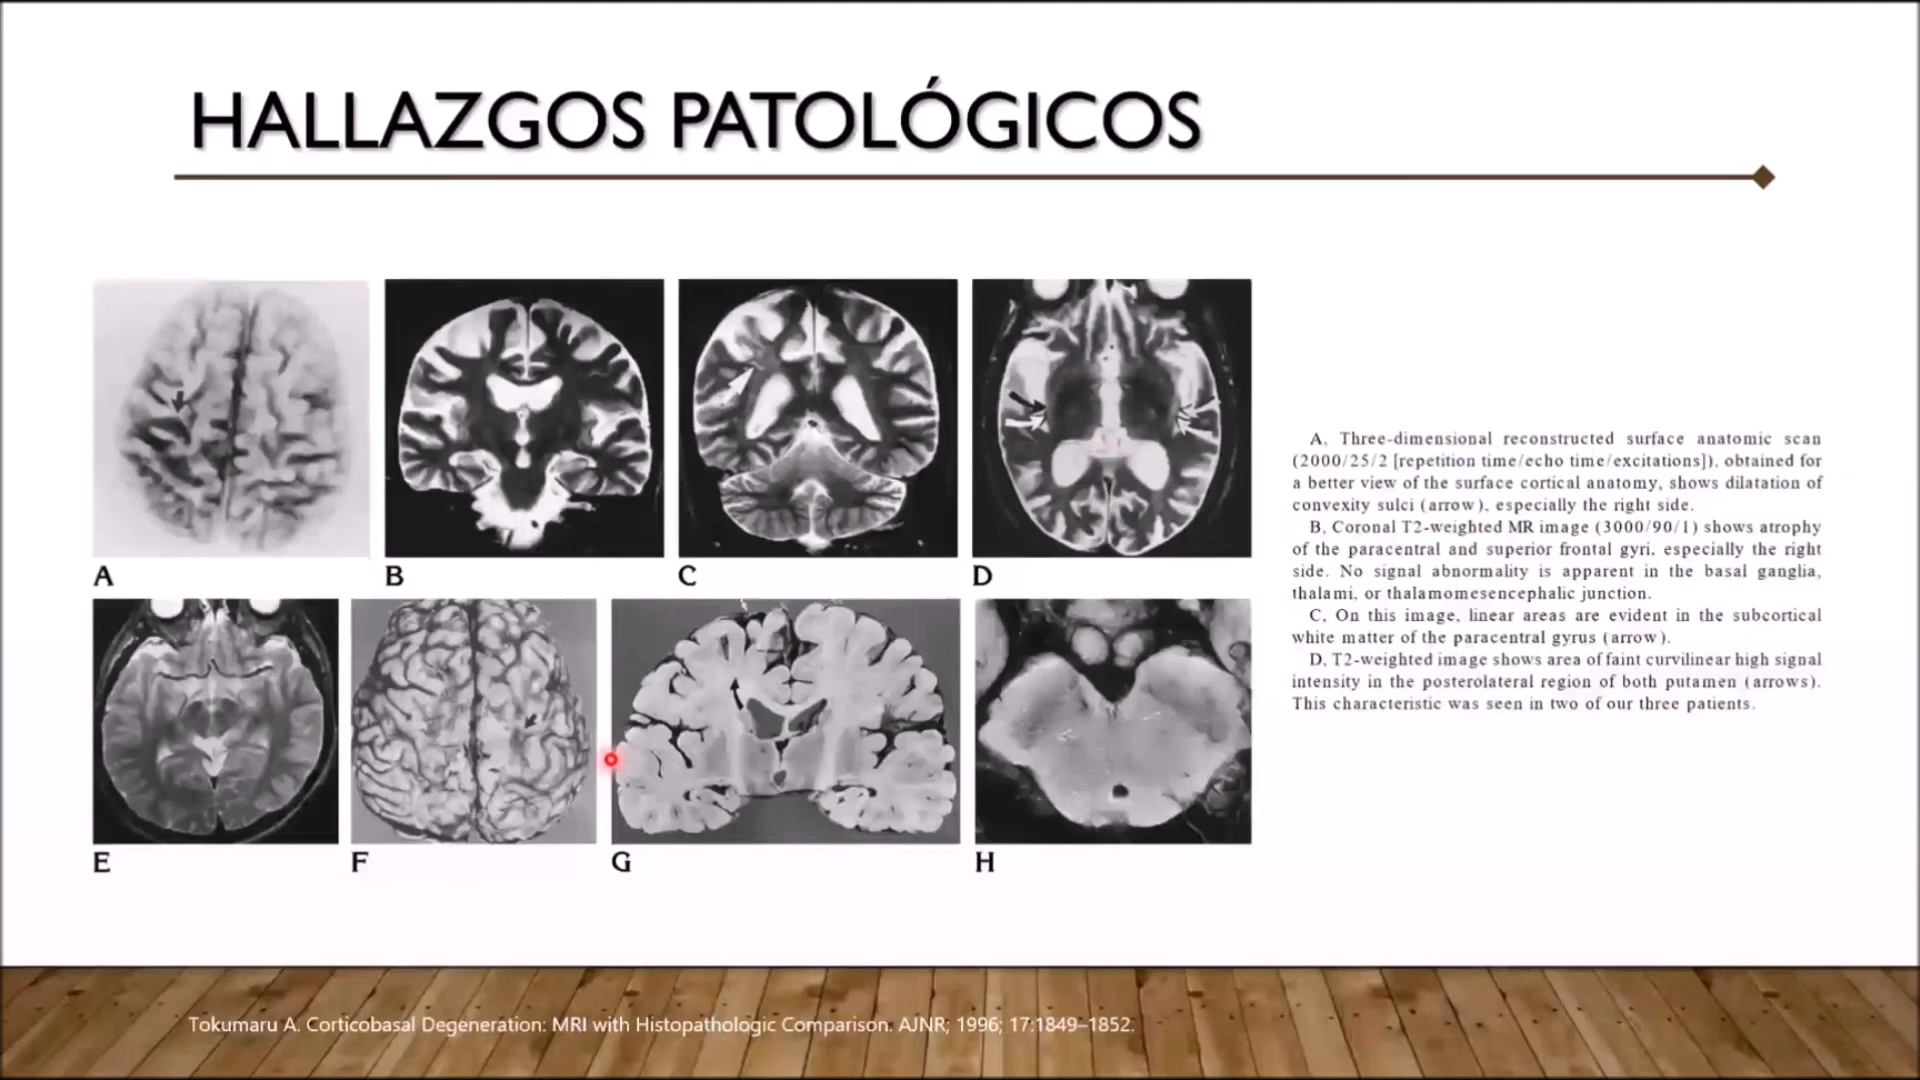 HALLAZGOS PATOLÓGICOS
A
B
C
D
E
F
G
H
A, Three-dimensional reconstructed surface anatomic scan
(2000/25/2 [repetition time/echo time/excitations]), obtained for
a better view of the surface cortical anatomy, shows dilatation of
convexity sulci (arrow), especially the right side.
B, Coronal T2-weighted MR image (3000/90/1) shows atrophy
of the paracentral and superior frontal gyri, especially the right
side. No signal abnormality is apparent in the basal ganglia,
thalami, or thalamomesencephalic junction.
C, On this image, linear areas are evident in the subcortical
white matter of the paracentral gyrus (arrow).
D, T2-weighted image shows area of faint curvilinear high signal
intensity in the posterolateral region of both putamen (arrows).
This characteristic was seen in two of our three patients.
Tokumaru A. Corticobasal Degeneration: MRI with Histopathologic Comparison. AJNR; 1996; 17:1849–1852.